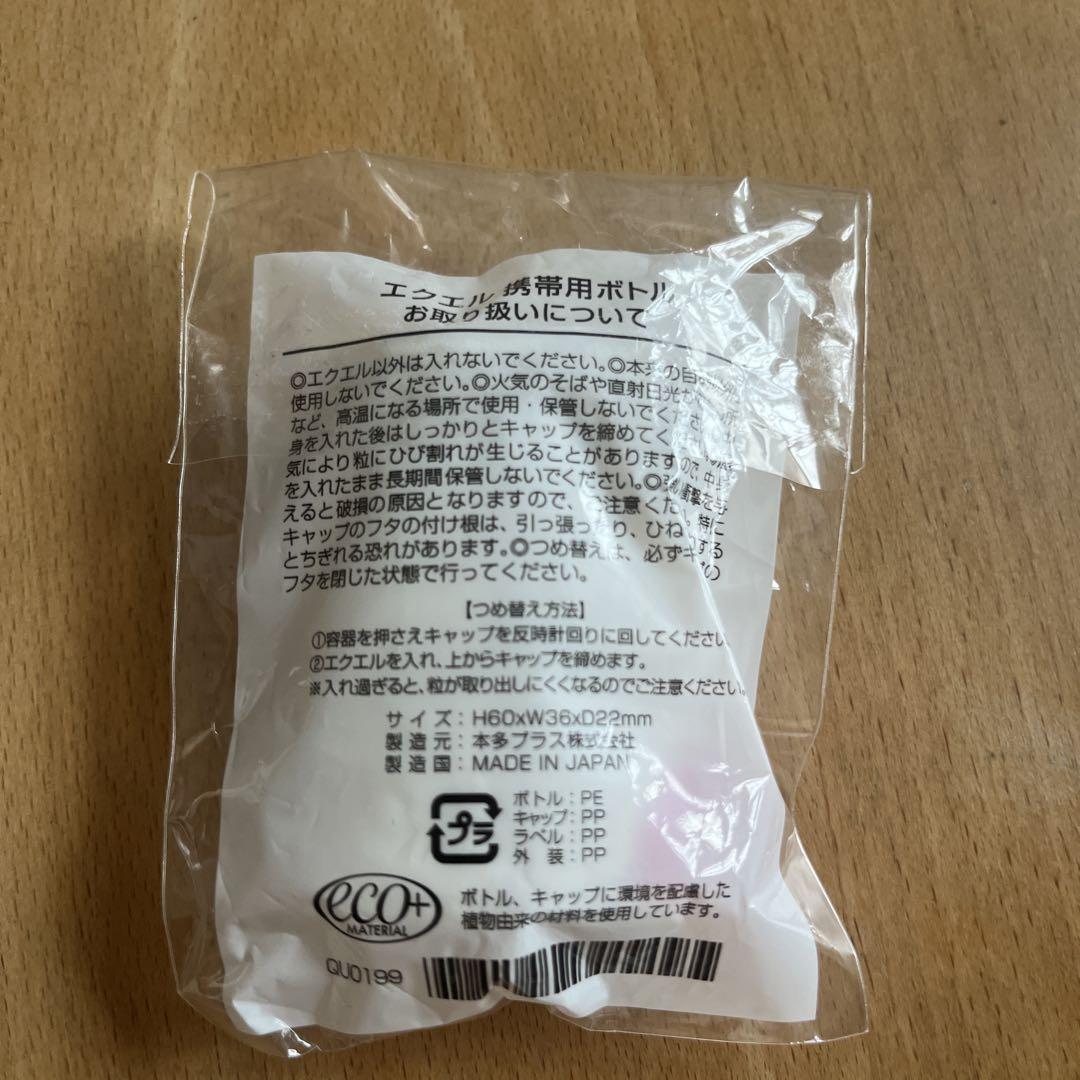 エクエル 携帯用ボトル
お取り扱いについて
◎エクエル以外は入れないでください。◎本来の目
使用しないでください。◎火気のそばや直射日光が
など、高温になる場所で使用・保管しないでくださ
身を入れた後はしっかりとキャップを締めてくだ
気により粒にひび割れが生じることがありますので、中
を入れたまま長期間保管しないでください。◎強い衝撃を与
えると破損の原因となりますので、ご注意くだ 特に
キャップのフタの付け根は、引っ張ったり、ひね する
とちぎれる恐れがあります。◎つめ替えは、必ずキ の
フタを閉じた状態で行ってください。
【つめ替え方法】
①容器を押さえキャップを反時計回りに回してください
②エクエルを入れ、上からキャップを締めます。
※入れ過ぎると、粒が取り出しにくくなるのでご注意ください。
サイズ：H60xW36xD22mm
製造元：本多プラス株式会社
製造国：MADE IN JAPAN
プラ
ボトル：PE
キャップ：PP
ラベル：PP
外 装：PP
eco+
MATERIAL
ボトル、キャップに環境を配慮した
植物由来の材料を使用しています。
QU0199